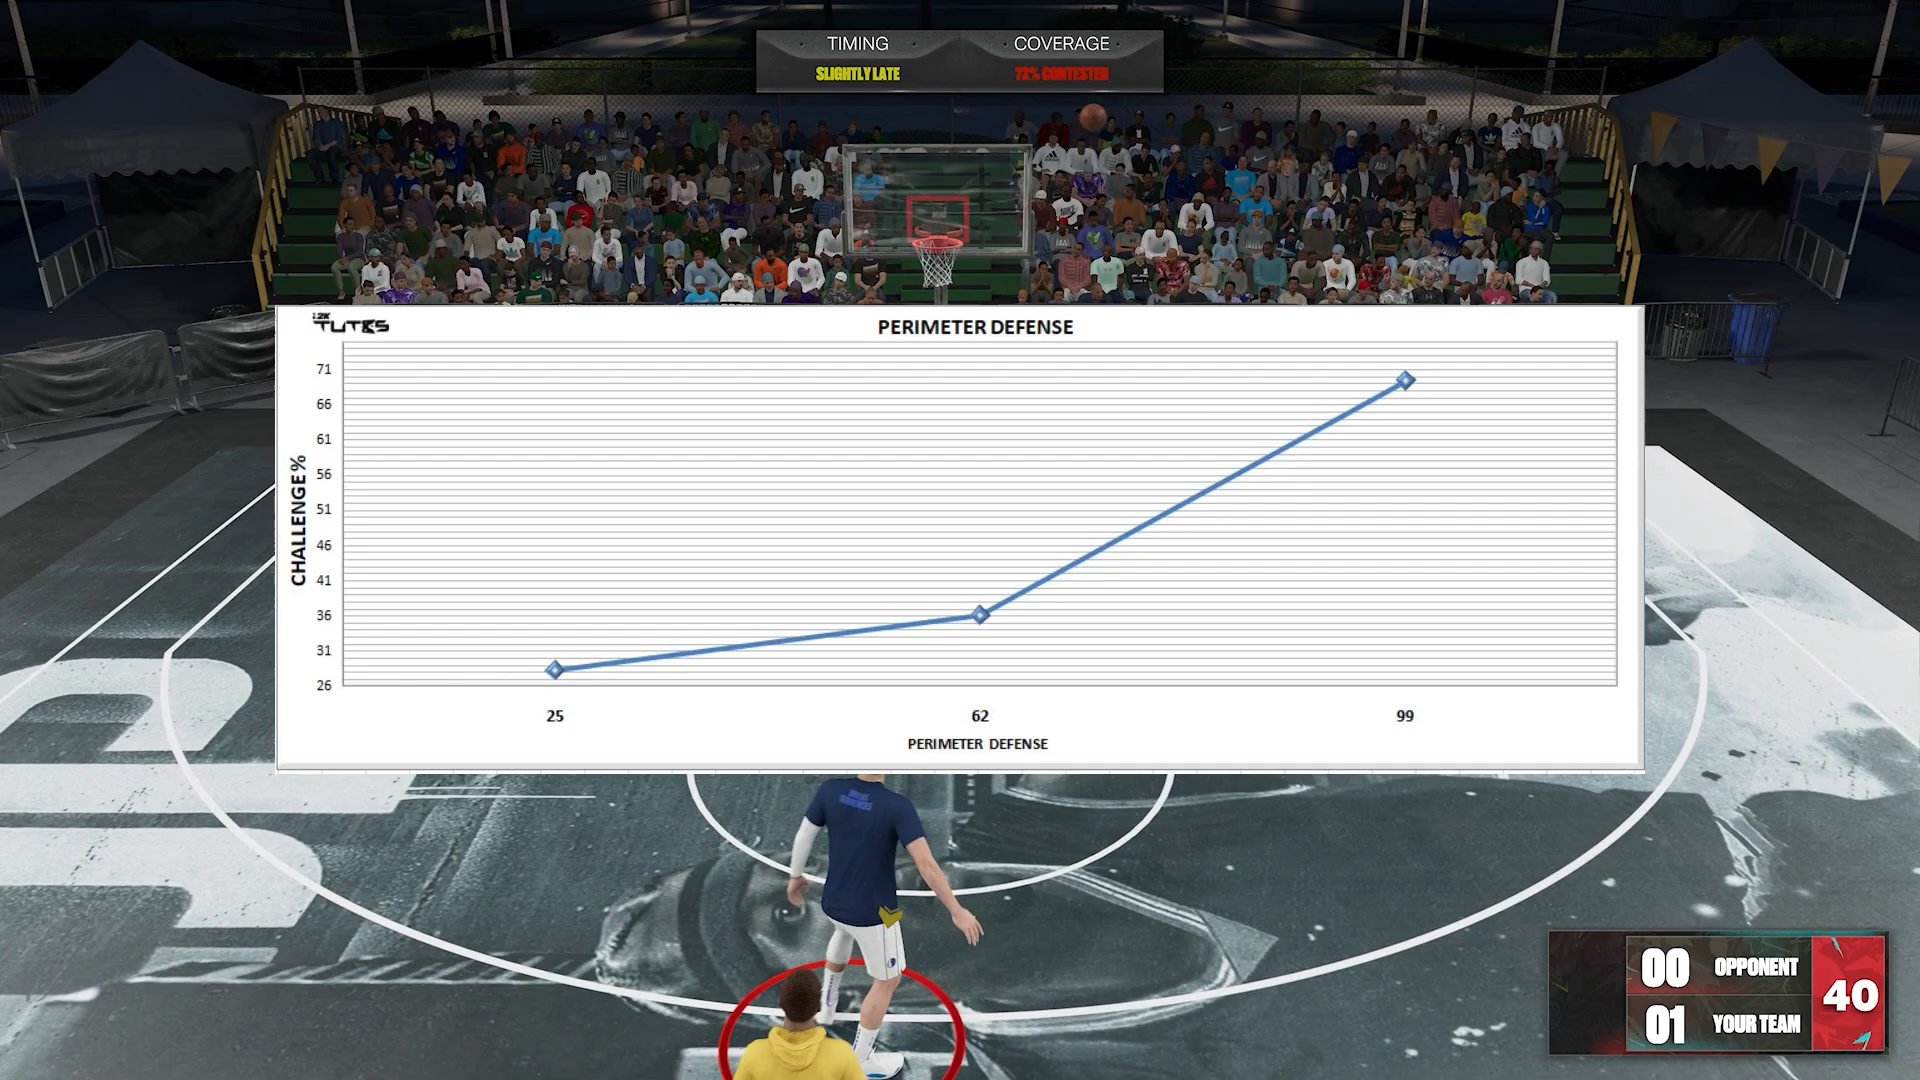 TIMING
COVERAGE
SLIGHTLY LATE
72% CONTESTED
2K
TUTES
PERIMETER DEFENSE
CHALLENGE %
71
66
61
56
51
46
41
36
31
26
25
62
99
PERIMETER DEFENSE
00
OPPONENT
40
01
YOUR TEAM